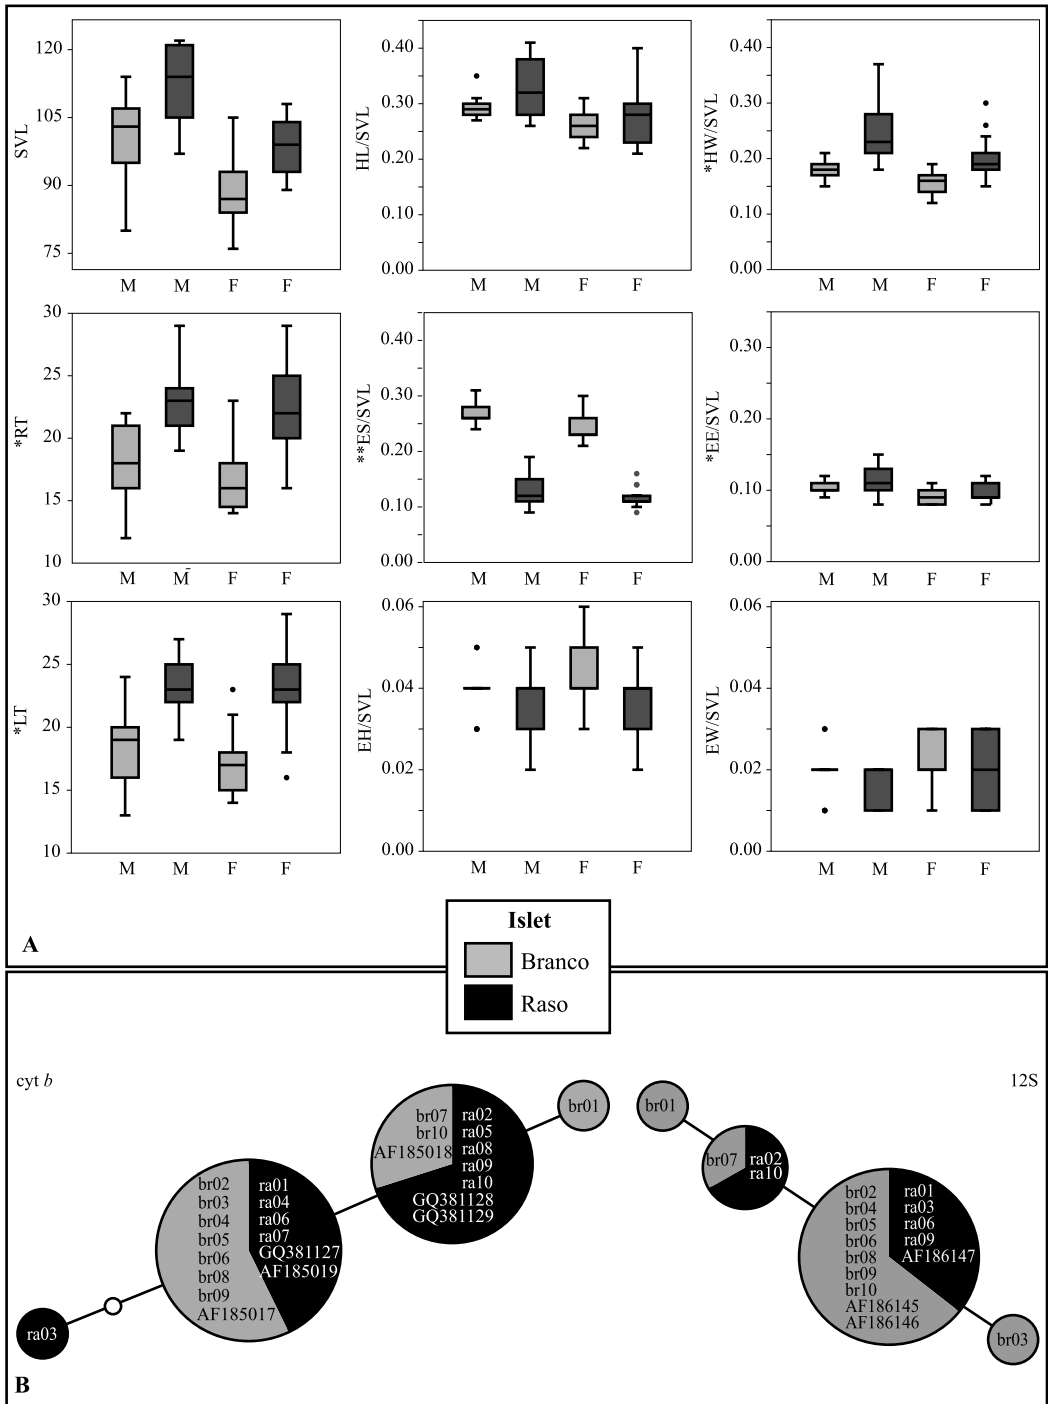 SVL
120
105
90
75
M M F F
HL/SVL
0.40
0.30
0.20
0.10
0.00
M M F F
*HW/SVL
0.40
0.30
0.20
0.10
0.00
M M F F
*RT
30
25
20
15
10
M M F F
**ES/SVL
0.40
0.30
0.20
0.10
0.00
M M F F
*EE/SVL
0.30
0.20
0.10
0.00
M M F F
*LT
30
25
20
15
10
M M F F
EH/SVL
0.06
0.04
0.02
0.00
M M F F
EW/SVL
0.06
0.04
0.02
0.00
M M F F
A
Islet
Branco
Raso
cyt b
ra03
br02
br03
br04
br05
br06
br08
br09
AF185017
ra01
ra04
ra06
ra07
GQ381127
AF185019
br07
br10
AF185018
ra02
ra05
ra08
ra09
ra10
GQ381128
GQ381129
br01
12S
br01
br07
ra02
ra10
br02
br04
br05
br06
br08
br09
br10
AF186145
AF186146
ra01
ra03
ra06
ra09
AF186147
br03
B